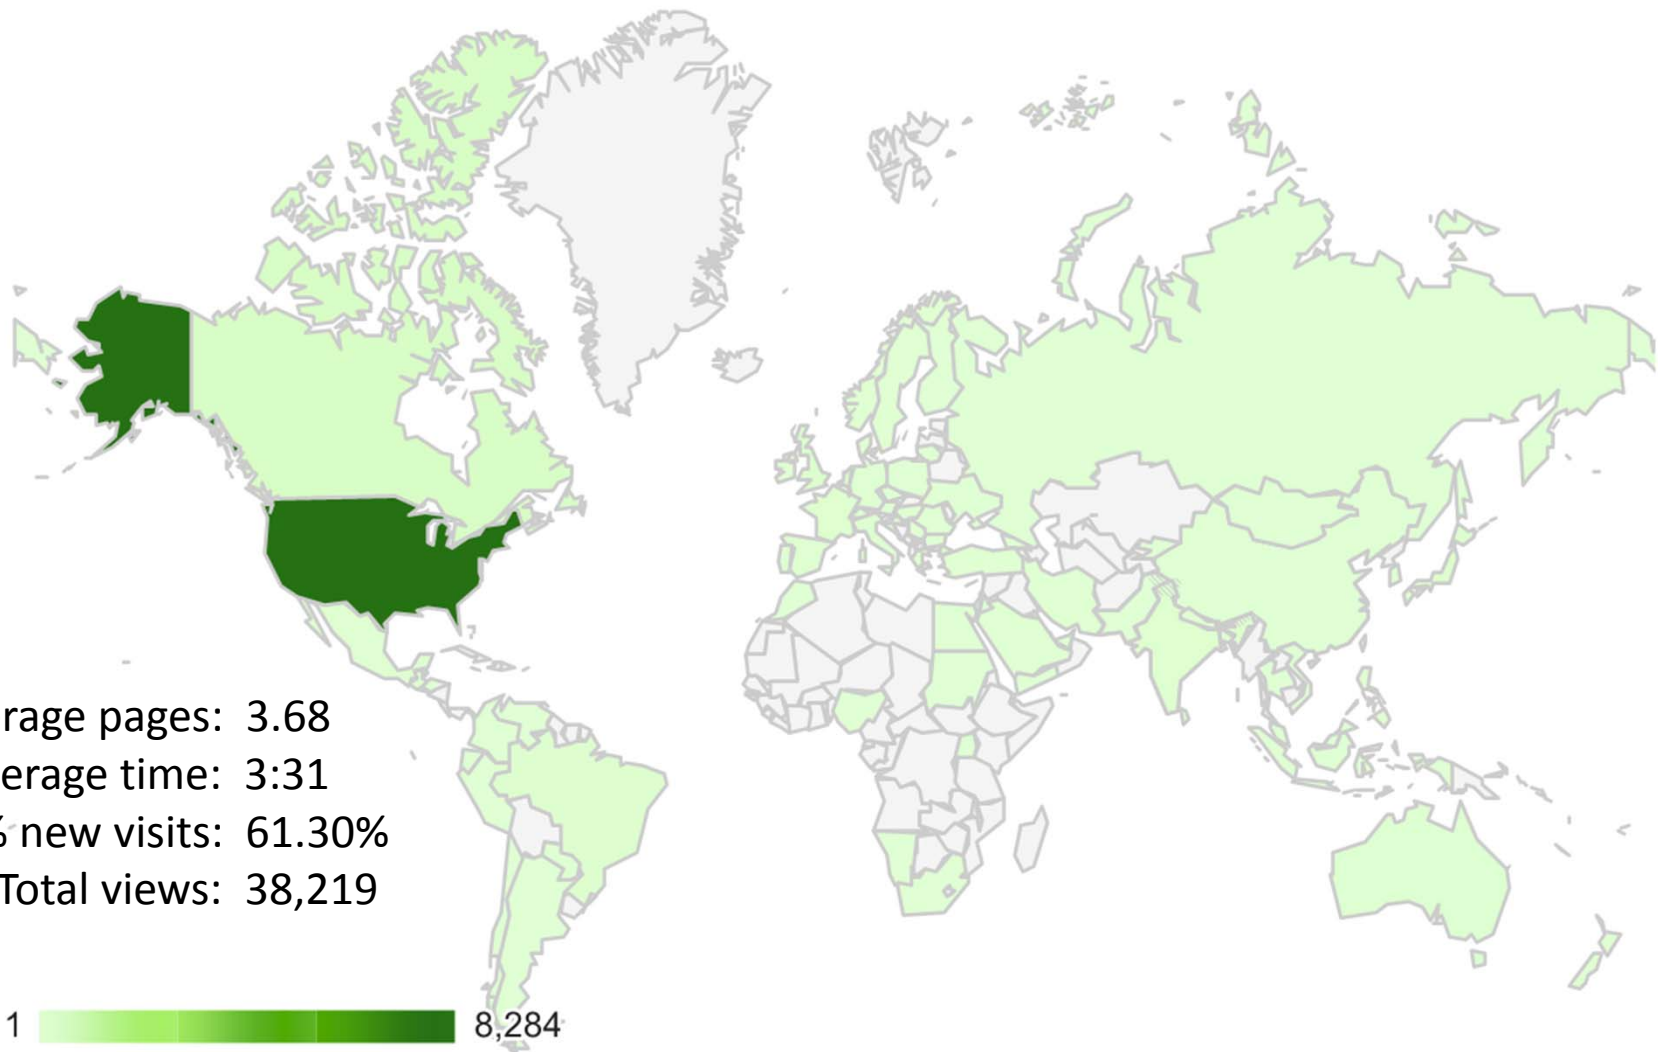 rage pages: 3.68
erage time: 3:31
% new visits: 61.30%
Total views: 38,219
1 8,284